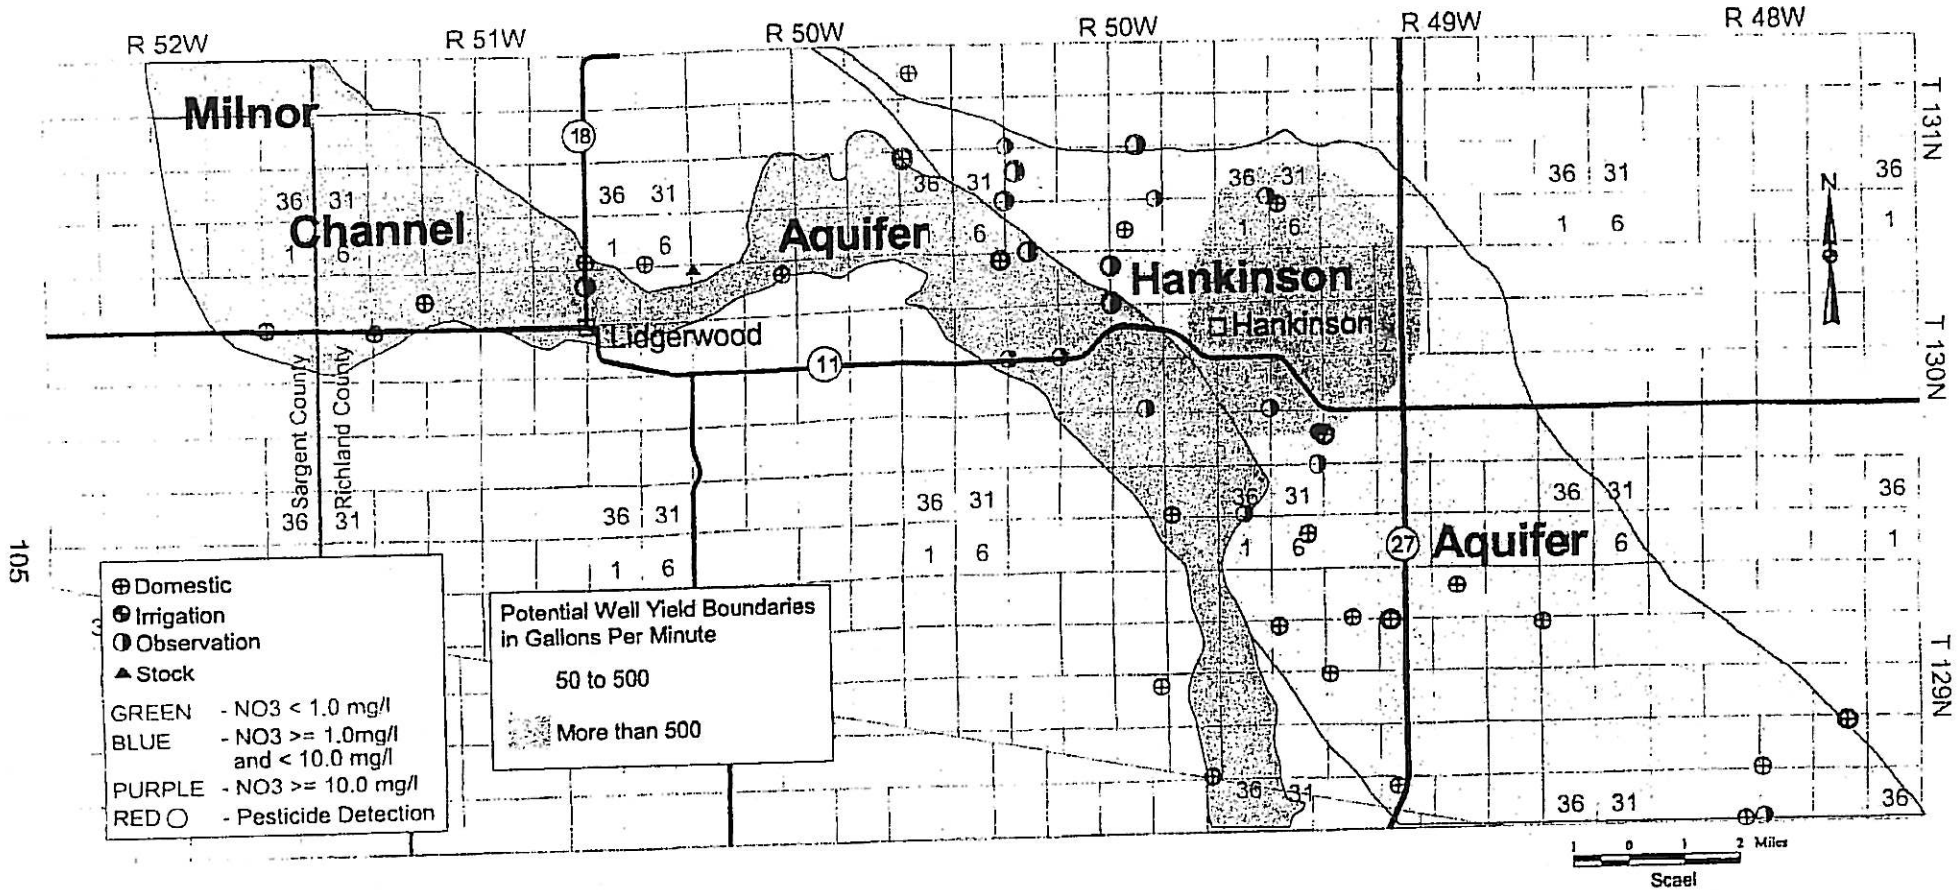 R 52W
R 51W
R 50W
R 50W
R 49W
R 48W
T 131N
Milnor
18
36 31
36 31
36 31
36 31
36 31
36
Channel
Aquifer
1 6
1 6
6
1 6
1 6
1
N
Hankinson
Hankinson
Lidgerwood
11
T 130N
Sargent County
Richland County
36 31
36 31
36 31
36 31
36 31
36
1 6
1 6
1 6
27
Aquifer
6
1
105
Domestic
Irrigation
Observation
Stock
GREEN - NO3 < 1.0 mg/l
BLUE - NO3 >= 1.0mg/l
and < 10.0 mg/l
PURPLE - NO3 >= 10.0 mg/l
RED - Pesticide Detection
Potential Well Yield Boundaries
in Gallons Per Minute
50 to 500
More than 500
T 129N
36 31
36 31
36
1 0 1 2 Miles
Scael